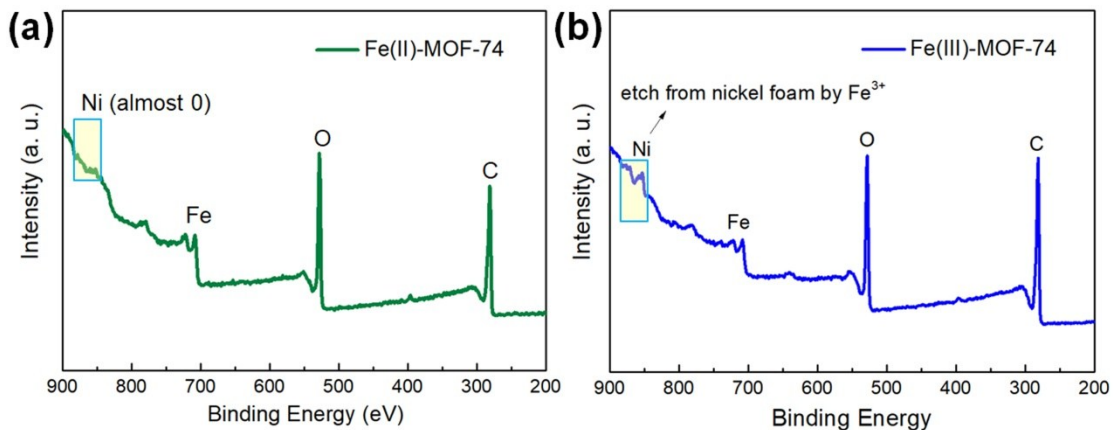 (a)
Fe(II)-MOF-74
Ni (almost 0)
O
C
Fe
Intensity (a. u.)
900 800 700 600 500 400 300 200
Binding Energy (eV)
(b)
Fe(III)-MOF-74
etch from nickel foam by Fe³⁺
Ni
O
C
Fe
Intensity (a. u.)
900 800 700 600 500 400 300 200
Binding Energy